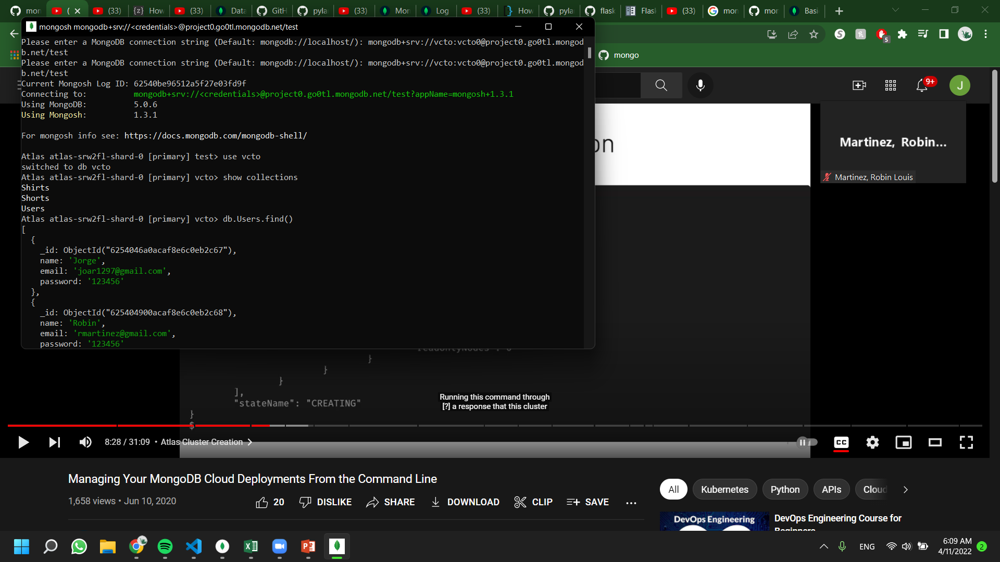 mon
(
(33)
How
(33)
Data
GitH
pyla
(33)
Mon
Log
(33)
How
pyla
flask
Flas
(33)
mon
mon
Basi
mongosh mongodb+srv://<credentials>@project0.go0tl.mongodb.net/test
5
mongo
Please enter a MongoDB connection string (Default: mongodb://localhost/): mongodb+srv://vcto:vcto0@project0.go0tl.mongod
b.net/test
Please enter a MongoDB connection string (Default: mongodb://localhost/): mongodb+srv://vcto:vcto0@project0.go0tl.mongod
b.net/test
Current Mongosh Log ID: 62540be96512a5f27e03fd9f
Connecting to: mongodb+srv://<credentials>@project0.go0tl.mongodb.net/test?appName=mongosh+1.3.1
Using MongoDB: 5.0.6
Using Mongosh: 1.3.1
For mongosh info see: https://docs.mongodb.com/mongodb-shell/
Atlas atlas-srw2fl-shard-0 [primary] test> use vcto
switched to db vcto
Atlas atlas-srw2fl-shard-0 [primary] vcto> show collections
Shirts
Shorts
Users
Atlas atlas-srw2fl-shard-0 [primary] vcto> db.Users.find()
[
{
_id: ObjectId("6254046a0acaf8e6c0eb2c67"),
name: 'Jorge',
email: 'joar1297@gmail.com',
password: '123456'
},
{
_id: ObjectId("625404900acaf8e6c0eb2c68"),
name: 'Robin',
email: 'rmartinez@gmail.com',
password: '123456'
9+
J
on
Martinez, Robin...
Martinez, Robin Louis
}
}
}
],
"stateName": "CREATING"
}
$
Running this command through
[?] a response that this cluster
8:28 / 31:09 • Atlas Cluster Creation
CC
Managing Your MongoDB Cloud Deployments From the Command Line
1,658 views • Jun 10, 2020
20
DISLIKE
SHARE
DOWNLOAD
CLIP
SAVE
All
Kubernetes
Python
APIs
Cloud
DevOps Engineering
DevOps Engineering Course for
Beginners
ENG
6:09 AM
4/11/2022
2